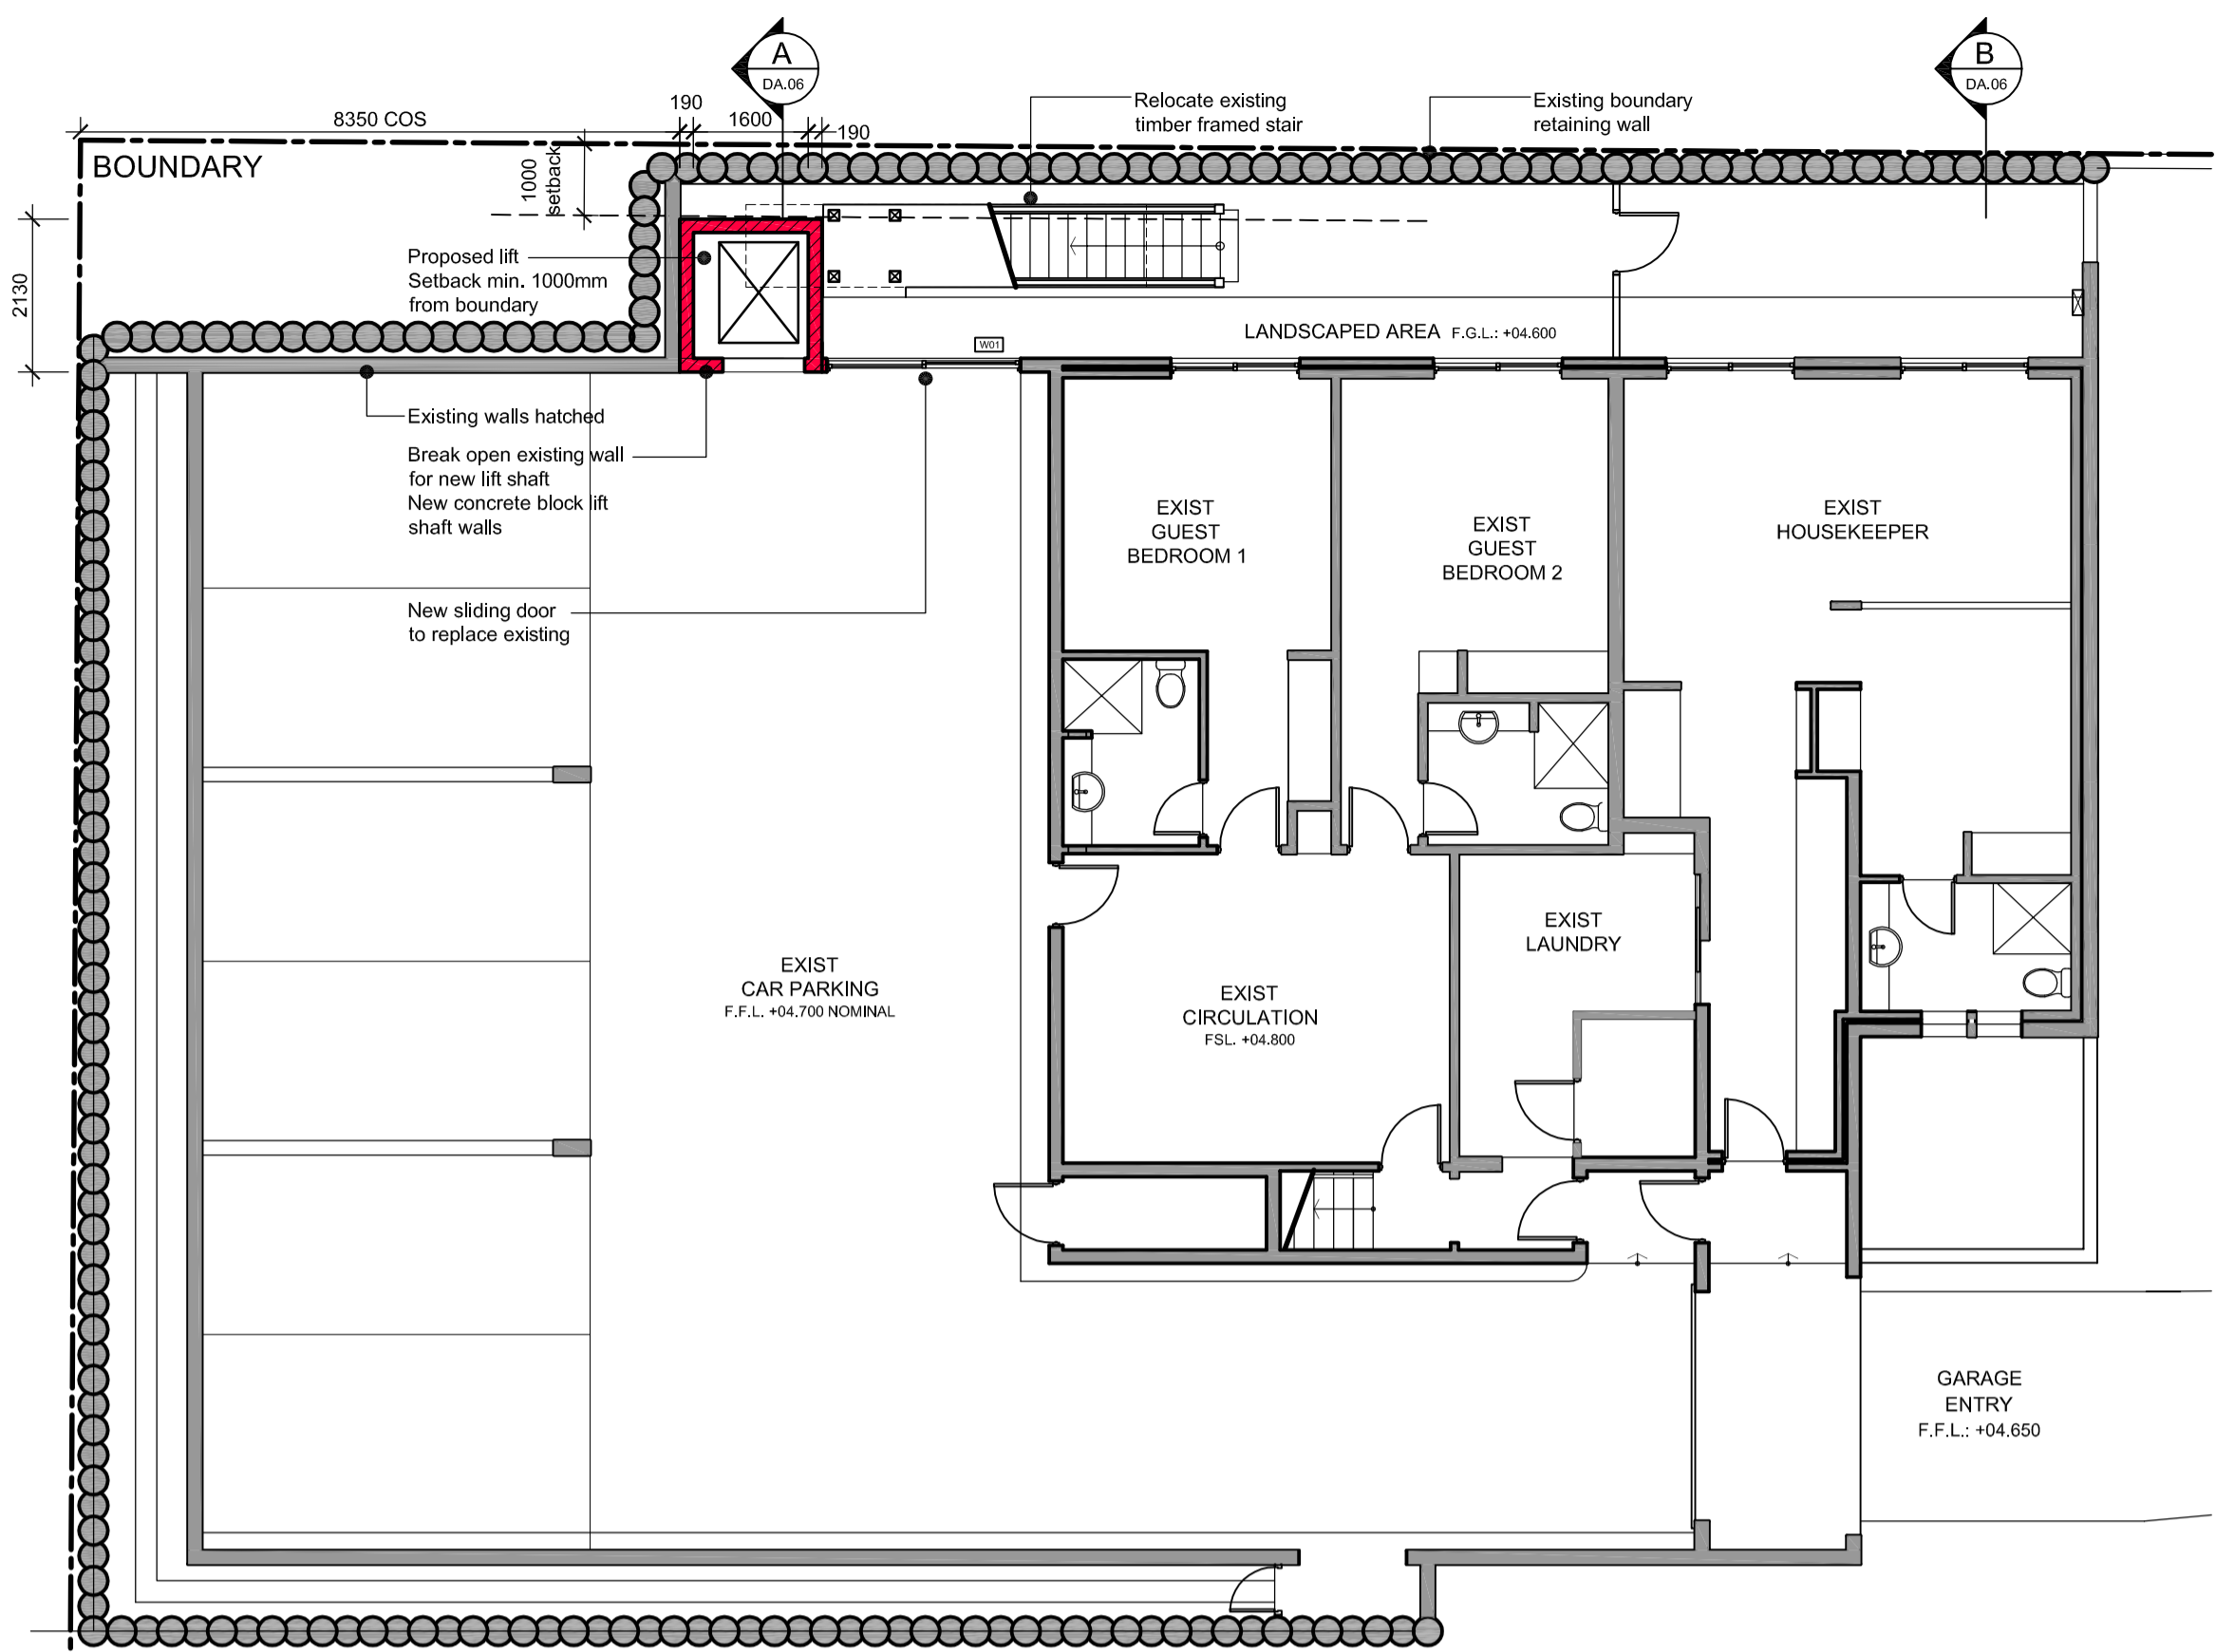 A
DA.06
B
DA.06
8350 COS
190
1600
190
Relocate existing
timber framed stair
Existing boundary
retaining wall
BOUNDARY
1000
setback
2130
Proposed lift
Setback min. 1000mm
from boundary
LANDSCAPED AREA F.G.L.: +04.600
W01
Existing walls hatched
Break open existing wall
for new lift shaft
New concrete block lift
shaft walls
New sliding door
to replace existing
EXIST
GUEST
BEDROOM 1
EXIST
GUEST
BEDROOM 2
EXIST
HOUSEKEEPER
EXIST
LAUNDRY
EXIST
CAR PARKING
F.F.L. +04.700 NOMINAL
EXIST
CIRCULATION
FSL. +04.800
GARAGE
ENTRY
F.F.L.: +04.650